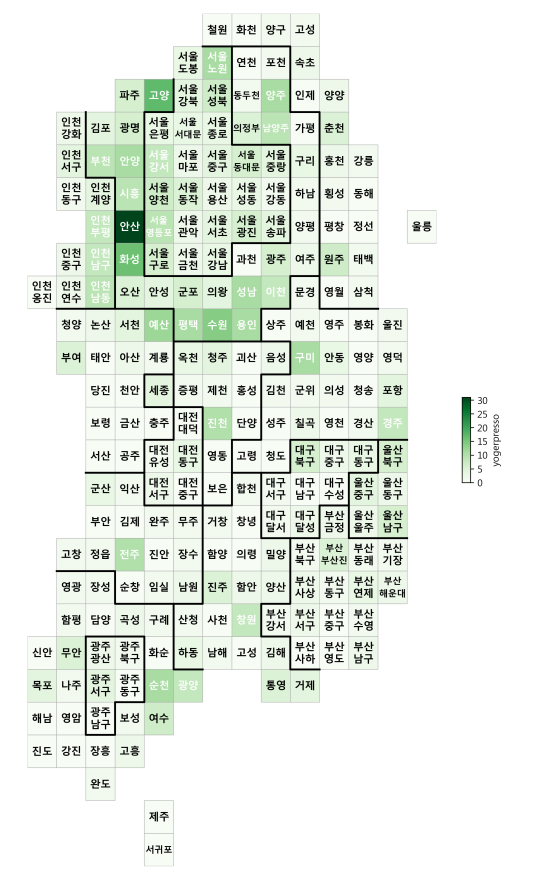 철원 화천 양구 고성
서울 도봉 서울 노원 연천 포천 속초
파주 고양 서울 강북 서울 성북 동두천 양주 인제 양양
인천 강화 김포 광명 서울 은평 서울 서대문 서울 종로 의정부 남양주 가평 춘천
인천 서구 부천 안양 서울 강서 서울 마포 서울 중구 서울 동대문 서울 중랑 구리 홍천 강릉
인천 동구 인천 계양 시흥 서울 양천 서울 동작 서울 용산 서울 성동 서울 강동 하남 횡성 동해
인천 부평 안산 서울 영등포 서울 관악 서울 서초 서울 광진 서울 송파 양평 평창 정선 울릉
인천 중구 인천 남구 화성 서울 구로 서울 금천 서울 강남 과천 광주 여주 원주 태백
인천 옹진 인천 연수 인천 남동 오산 안성 군포 의왕 성남 이천 문경 영월 삼척
청양 논산 서천 예산 평택 수원 용인 상주 예천 영주 봉화 울진
부여 태안 아산 계룡 옥천 청주 괴산 음성 구미 안동 영양 영덕
당진 천안 세종 증평 제천 홍성 김천 군위 의성 청송 포항
보령 금산 충주 대전 대덕 진천 단양 성주 칠곡 영천 경산 경주
서산 공주 대전 유성 대전 동구 영동 고령 청도 대구 북구 대구 중구 대구 동구 울산 북구
군산 익산 대전 서구 대전 중구 보은 합천 대구 서구 대구 남구 대구 수성 울산 중구 울산 동구
부안 김제 완주 무주 거창 창녕 대구 달서 대구 달성 부산 금정 울산 울주 울산 남구
고창 정읍 전주 진안 장수 함양 의령 밀양 부산 북구 부산 부산진 부산 동래 부산 기장
영광 장성 순창 임실 남원 진주 함안 양산 부산 사상 부산 동구 부산 연제 부산 해운대
함평 담양 곡성 구례 산청 사천 창원 부산 강서 부산 서구 부산 중구 부산 수영
신안 무안 광주 광산 광주 북구 화순 하동 남해 고성 김해 부산 사하 부산 영도 부산 남구
목포 나주 광주 서구 광주 동구 순천 광양 통영 거제
해남 영암 광주 남구 보성 여수
진도 강진 장흥 고흥
완도
제주
서귀포
30
25
20
15
10
5
0
yogerpresso